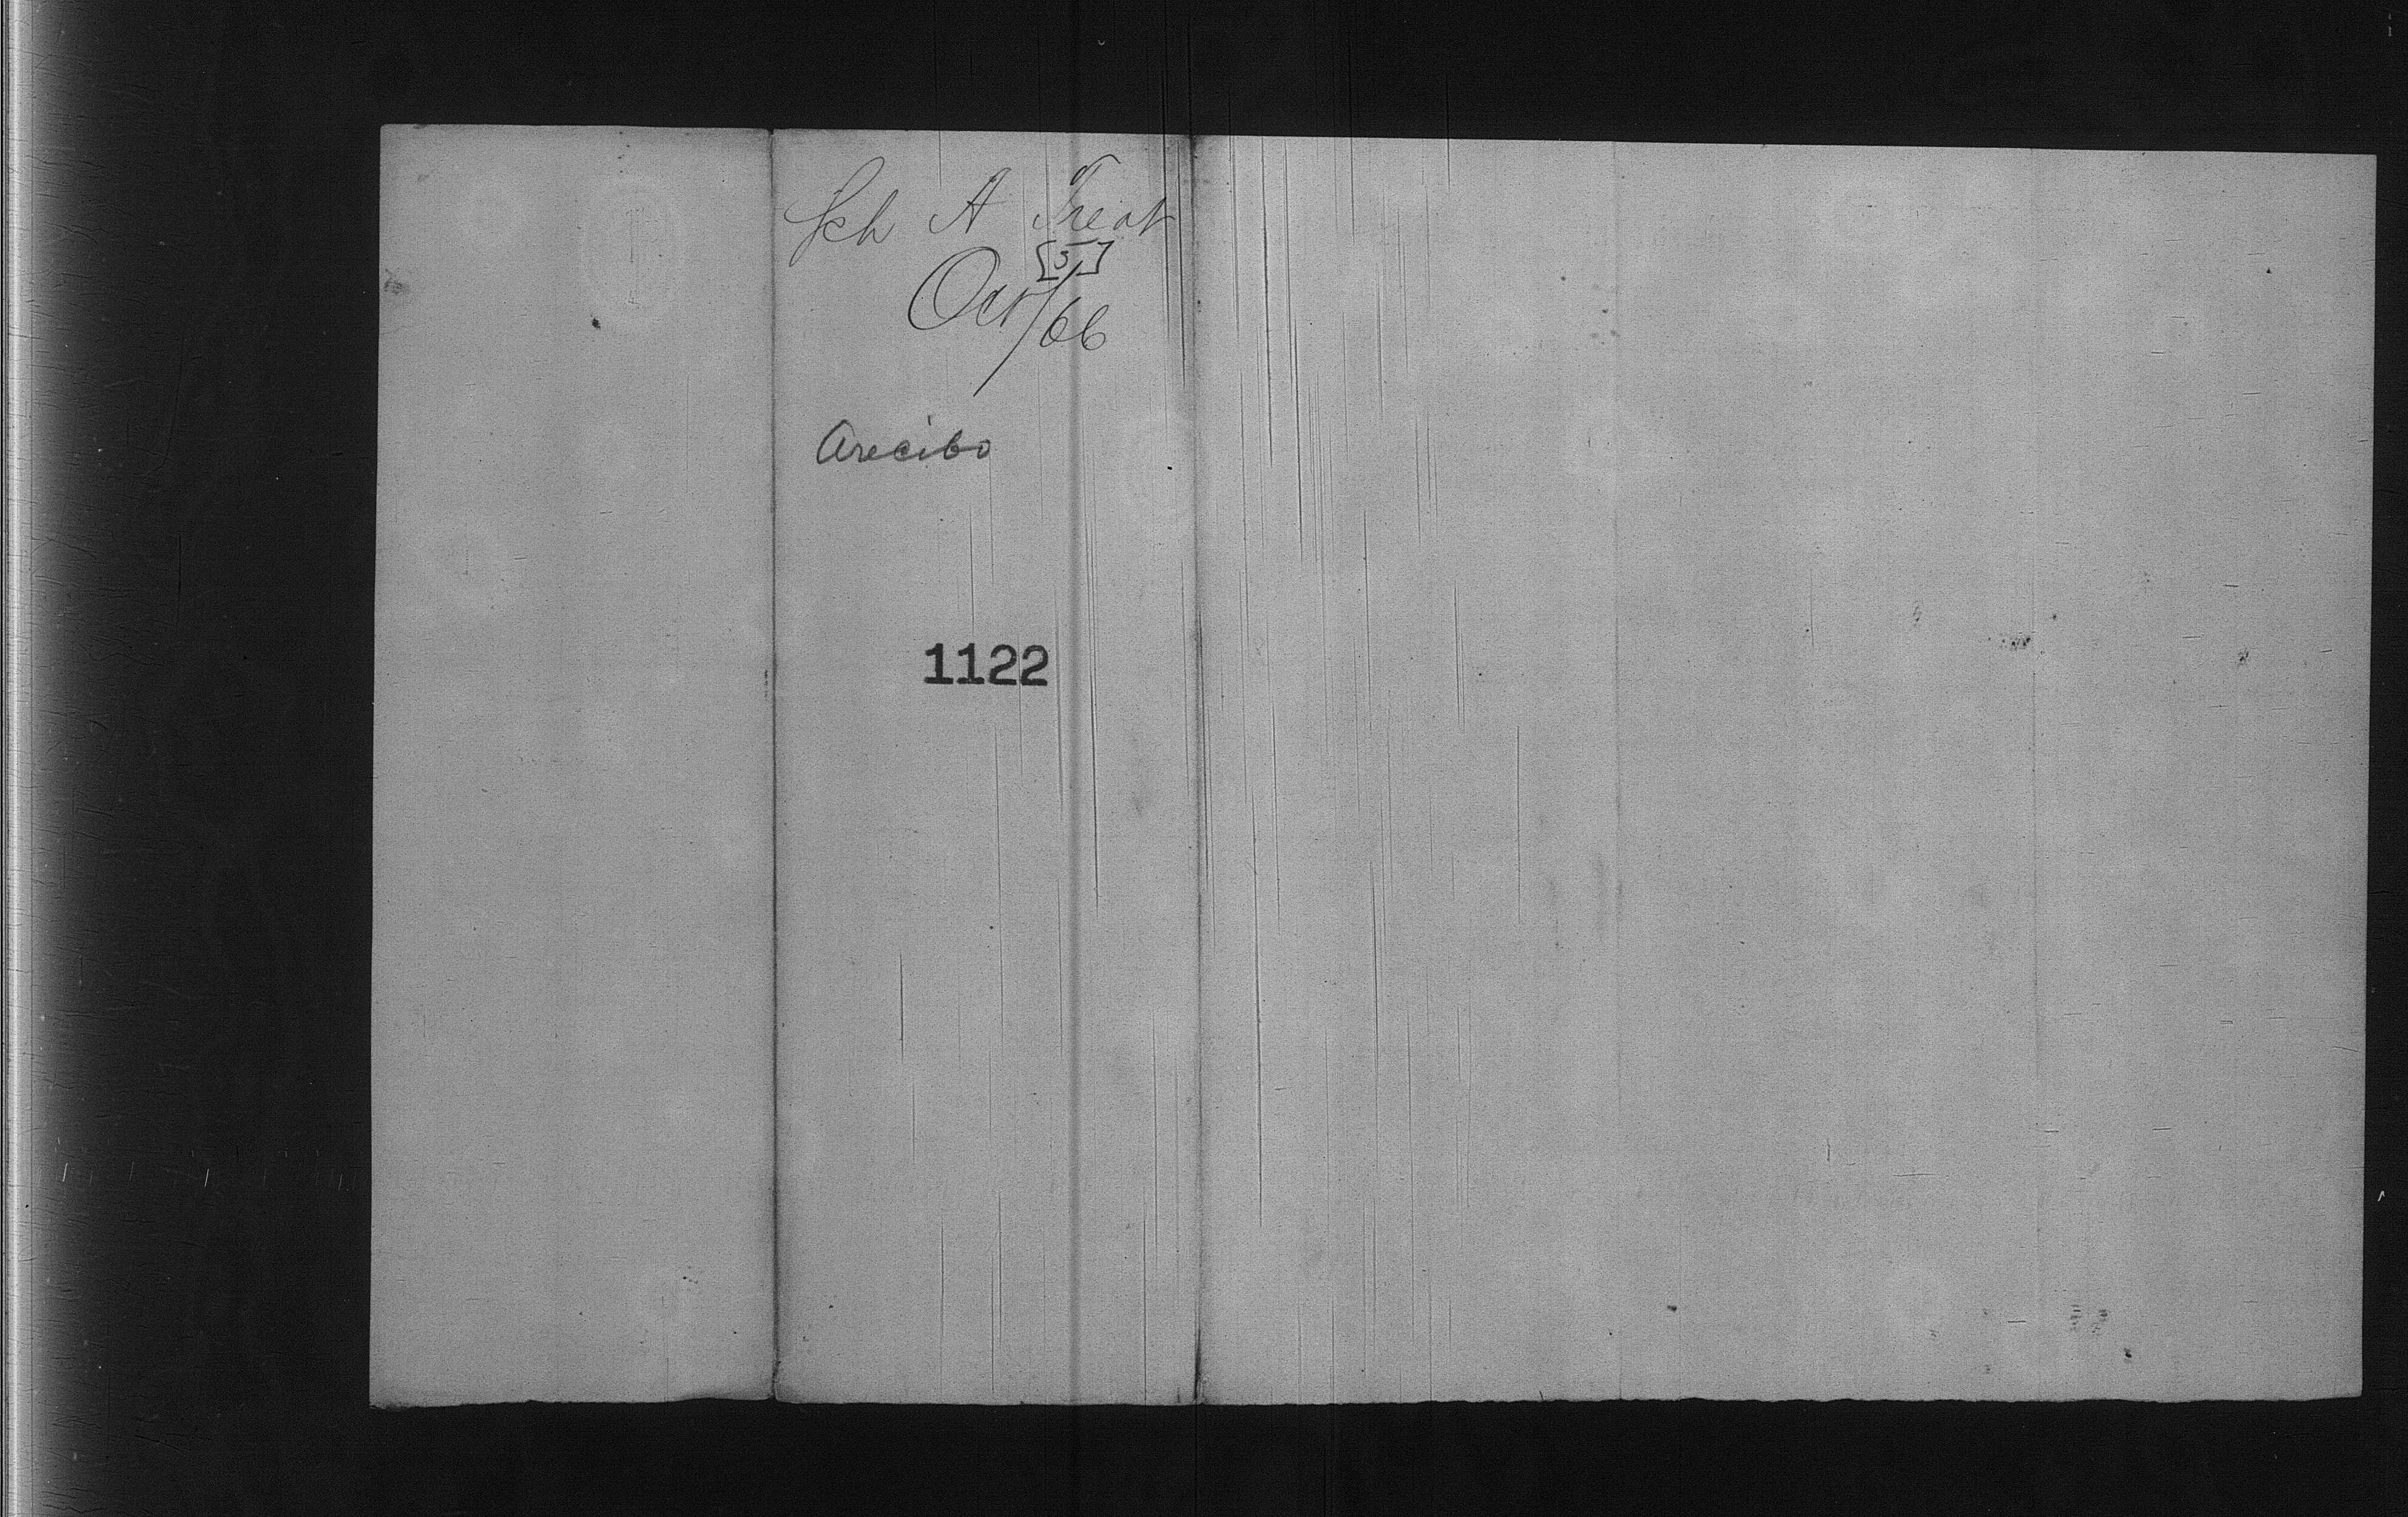 Sch A Treat
[5]
Oct/66
Arecibo
1122